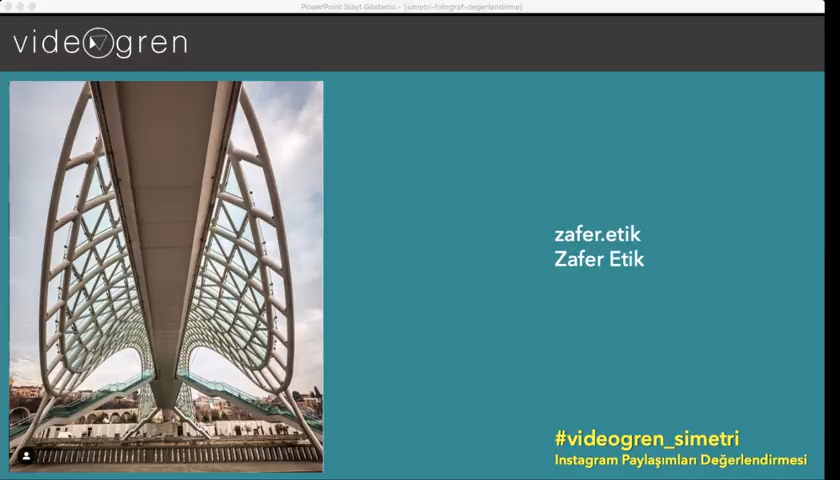 PowerPoint Slayt Gösterisi - [simetri-fotograf-degerlendirme]
videogren
zafer.etik
Zafer Etik
#videogren_simetri
Instagram Paylaşımları Değerlendirmesi